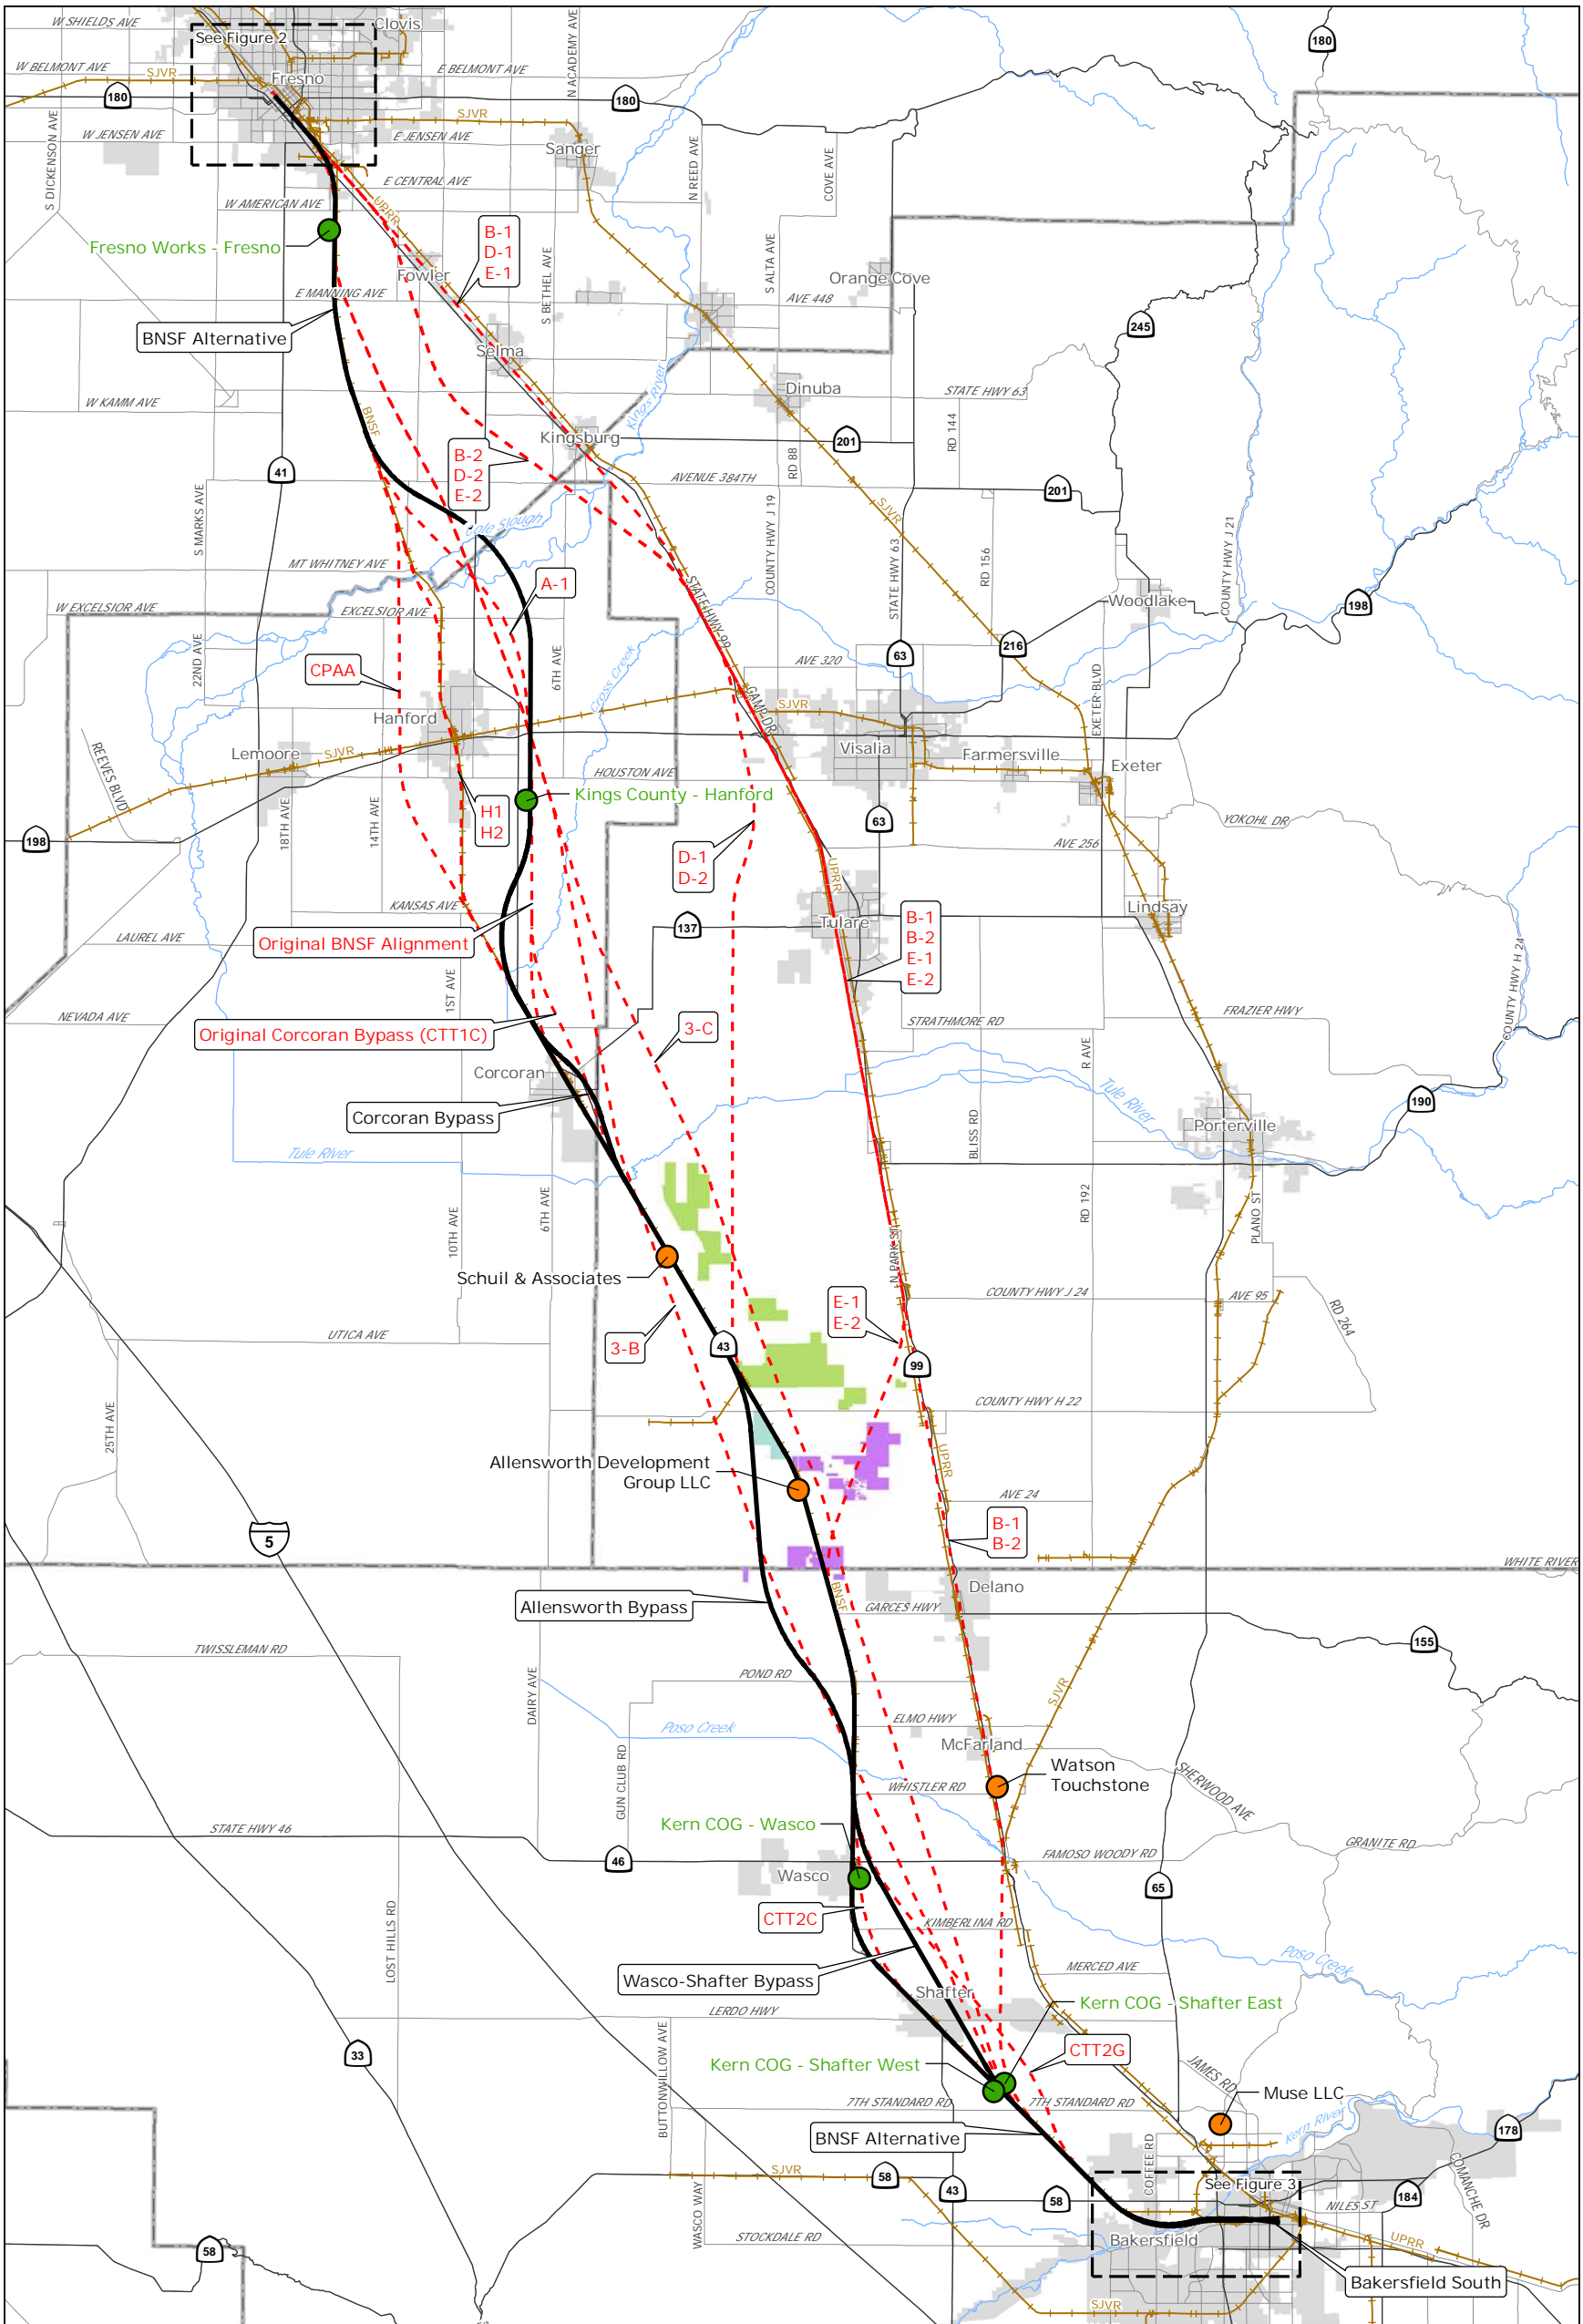 W SHIELDS AVE
See Figure 2
Clovis
N ACADEMY AVE
180
W BELMONT AVE
SJVR
E BELMONT AVE
Fresno
180
180
SJVR
W JENSEN AVE
E JENSEN AVE
Sanger
S DICKENSON AVE
N REED AVE
COVE AVE
E CENTRAL AVE
W AMERICAN AVE
UPRR
Fresno Works - Fresno
B-1
D-1
E-1
S BETHEL AVE
S ALTA AVE
Fowler
Orange Cove
E MANNING AVE
AVE 448
BNSF Alternative
245
Selma
Kings River
Dinuba
STATE HWY 63
W KAMM AVE
BNSF
Kingsburg
201
RD 144
RD 88
41
B-2
D-2
E-2
AVENUE 384TH
201
S MARKS AVE
COUNTY HWY J 19
SJVR
Cole Slough
STATE HWY 63
RD 156
COUNTY HWY J 21
MT WHITNEY AVE
A-1
STATE HWY 99
Woodlake
198
W EXCELSIOR AVE
EXCELSIOR AVE
22ND AVE
CPAA
6TH AVE
Cross Creek
AVE 320
63
216
EXETER BLVD
Hanford
CAMP DR
SJVR
Lemoore
SJVR
Visalia
Farmersville
Exeter
REEVES BLVD
HOUSTON AVE
Kings County - Hanford
18TH AVE
14TH AVE
H1
H2
198
63
YOKOHL DR
AVE 256
D-1
D-2
UPRR
KANSAS AVE
Lindsay
Tulare
137
LAUREL AVE
Original BNSF Alignment
B-1
B-2
E-1
E-2
COUNTY HWY H 24
1ST AVE
NEVADA AVE
Original Corcoran Bypass (CTT1C)
3-C
STRATHMORE RD
FRAZIER HWY
R AVE
Corcoran
Corcoran Bypass
Tule River
190
BLISS RD
Porterville
Tule River
10TH AVE
6TH AVE
RD 192
PLANO ST
N PARK ST
Schuil & Associates
COUNTY HWY J 24
AVE 95
RD 264
E-1
E-2
UTICA AVE
3-B
43
99
COUNTY HWY H 22
25TH AVE
UPRR
Allensworth Development
Group LLC
AVE 24
B-1
B-2
5
WHITE RIVER
BNSF
Delano
Allensworth Bypass
GARCES HWY
155
TWISSLEMAN RD
DAIRY AVE
POND RD
SJVR
Poso Creek
ELMO HWY
McFarland
GUN CLUB RD
Watson
Touchstone
WHISTLER RD
SHERWOOD AVE
Kern COG - Wasco
STATE HWY 46
46
FAMOSO WOODY RD
GRANITE RD
Wasco
65
LOST HILLS RD
CTT2C
KIMBERLINA RD
Poso Creek
Wasco-Shafter Bypass
MERCED AVE
Shafter
Kern COG - Shafter East
LERDO HWY
BUTTONWILLOW AVE
33
CTT2G
Kern COG - Shafter West
JAMES RD
Muse LLC
7TH STANDARD RD
7TH STANDARD RD
Kern River
BNSF Alternative
COFFEE RD
178
COMANCHE DR
SJVR
58
See Figure 3
43
58
184
NILES ST
WASCO WAY
STOCKDALE RD
Bakersfield
UPRR
58
Bakersfield South
SJVR